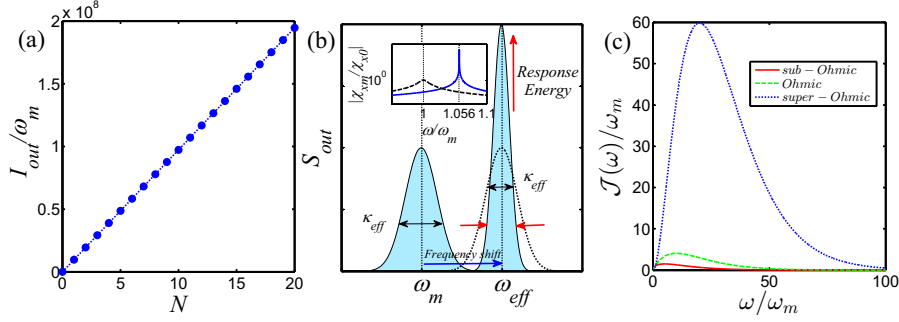 (a)
2 x 10^8
1.5
1
0.5
0
I_out/ω_m
0 5 10 15 20
N
(b)
S_out
|χ_xm/χ_x0|
10^0
1 1.056 1.1
ω/ω_m
Response
Energy
κ_eff
κ_eff
Frequency shift
ω_m ω_eff
(c)
60
50
40
30
20
10
0
J(ω)/ω_m
sub-Ohmic
Ohmic
super-Ohmic
0 50 100
ω/ω_m